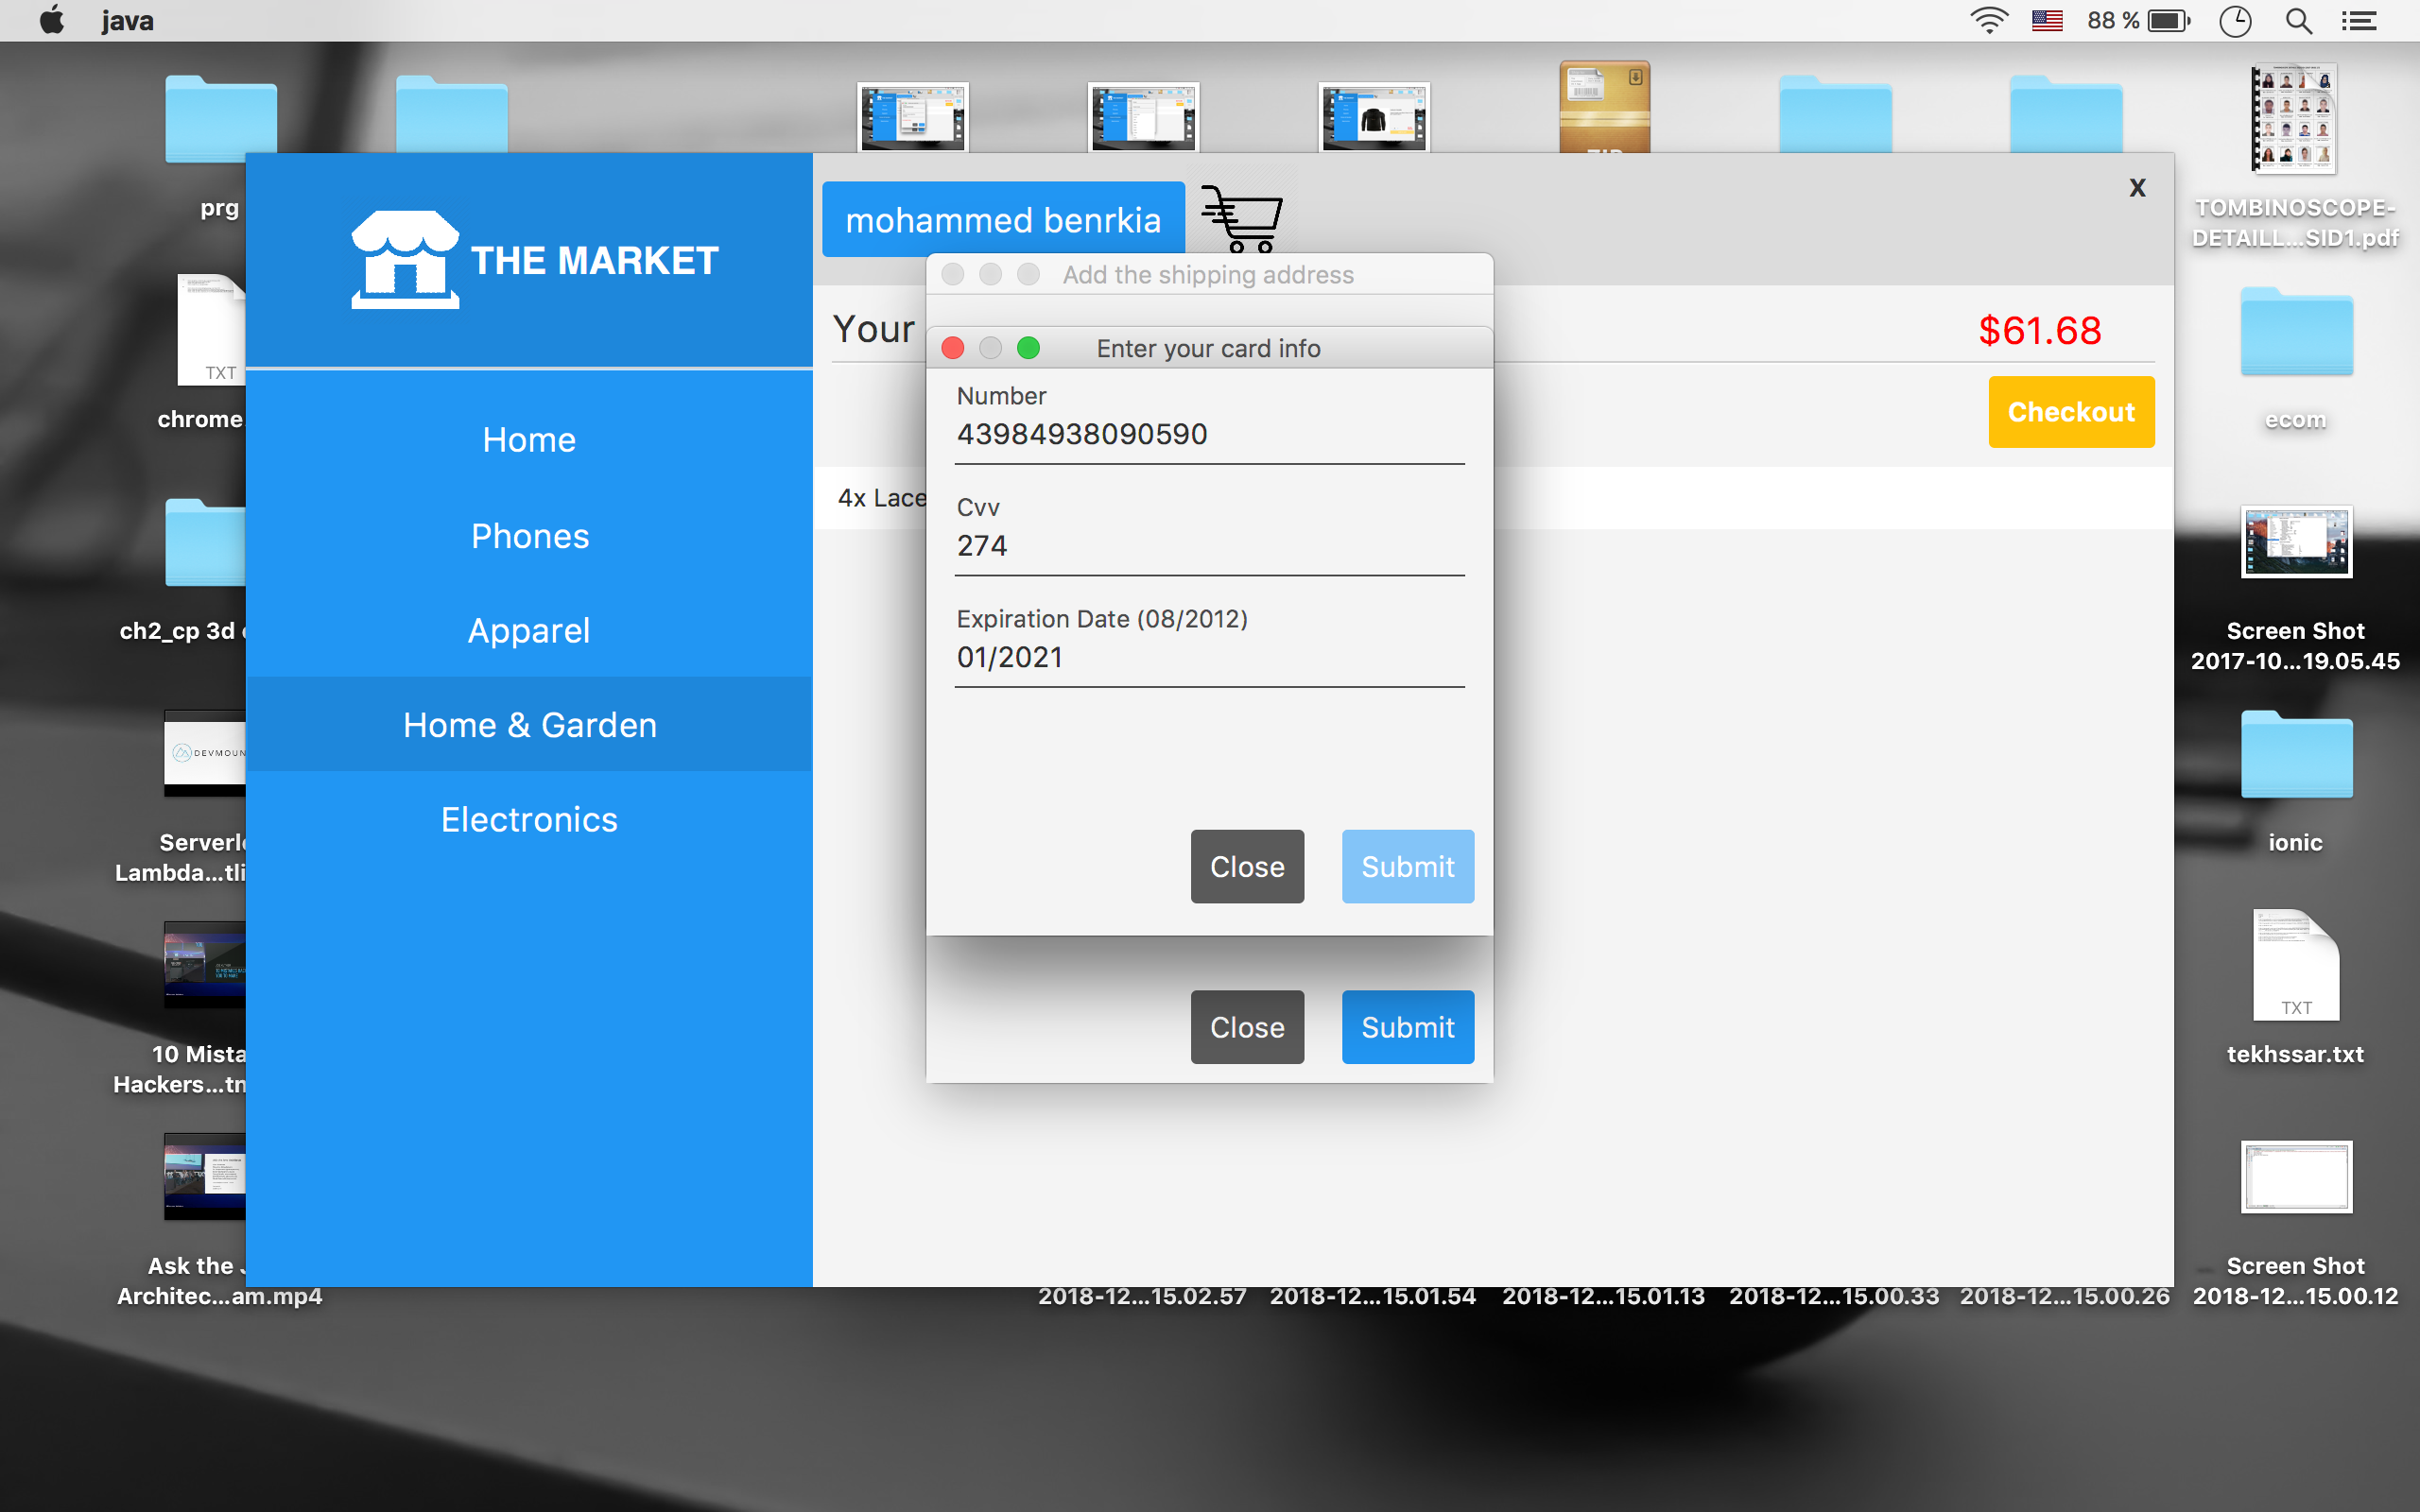 java
88 %
prg
TOMBINOSCOPE-
DETAILL...SID1.pdf
TXT
chrome.
ecom
ch2_cp 3d
Screen Shot
2017-10...19.05.45
DEVMOUN
Lambda...tli
ionic
10 Mista
Hackers...tn
TXT
tekhssar.txt
Ask the
Architec...am.mp4
2018-12...15.02.57
2018-12...15.01.54
2018-12...15.01.13
2018-12...15.00.33
2018-12...15.00.26
Screen Shot
2018-12...15.00.12
THE MARKET
Home
Phones
Apparel
Home & Garden
Electronics
mohammed benrkia
x
Your
$61.68
Checkout
4x Lace
Add the shipping address
Enter your card info
Number
43984938090590
Cvv
274
Expiration Date (08/2012)
01/2021
Close
Submit
Close
Submit